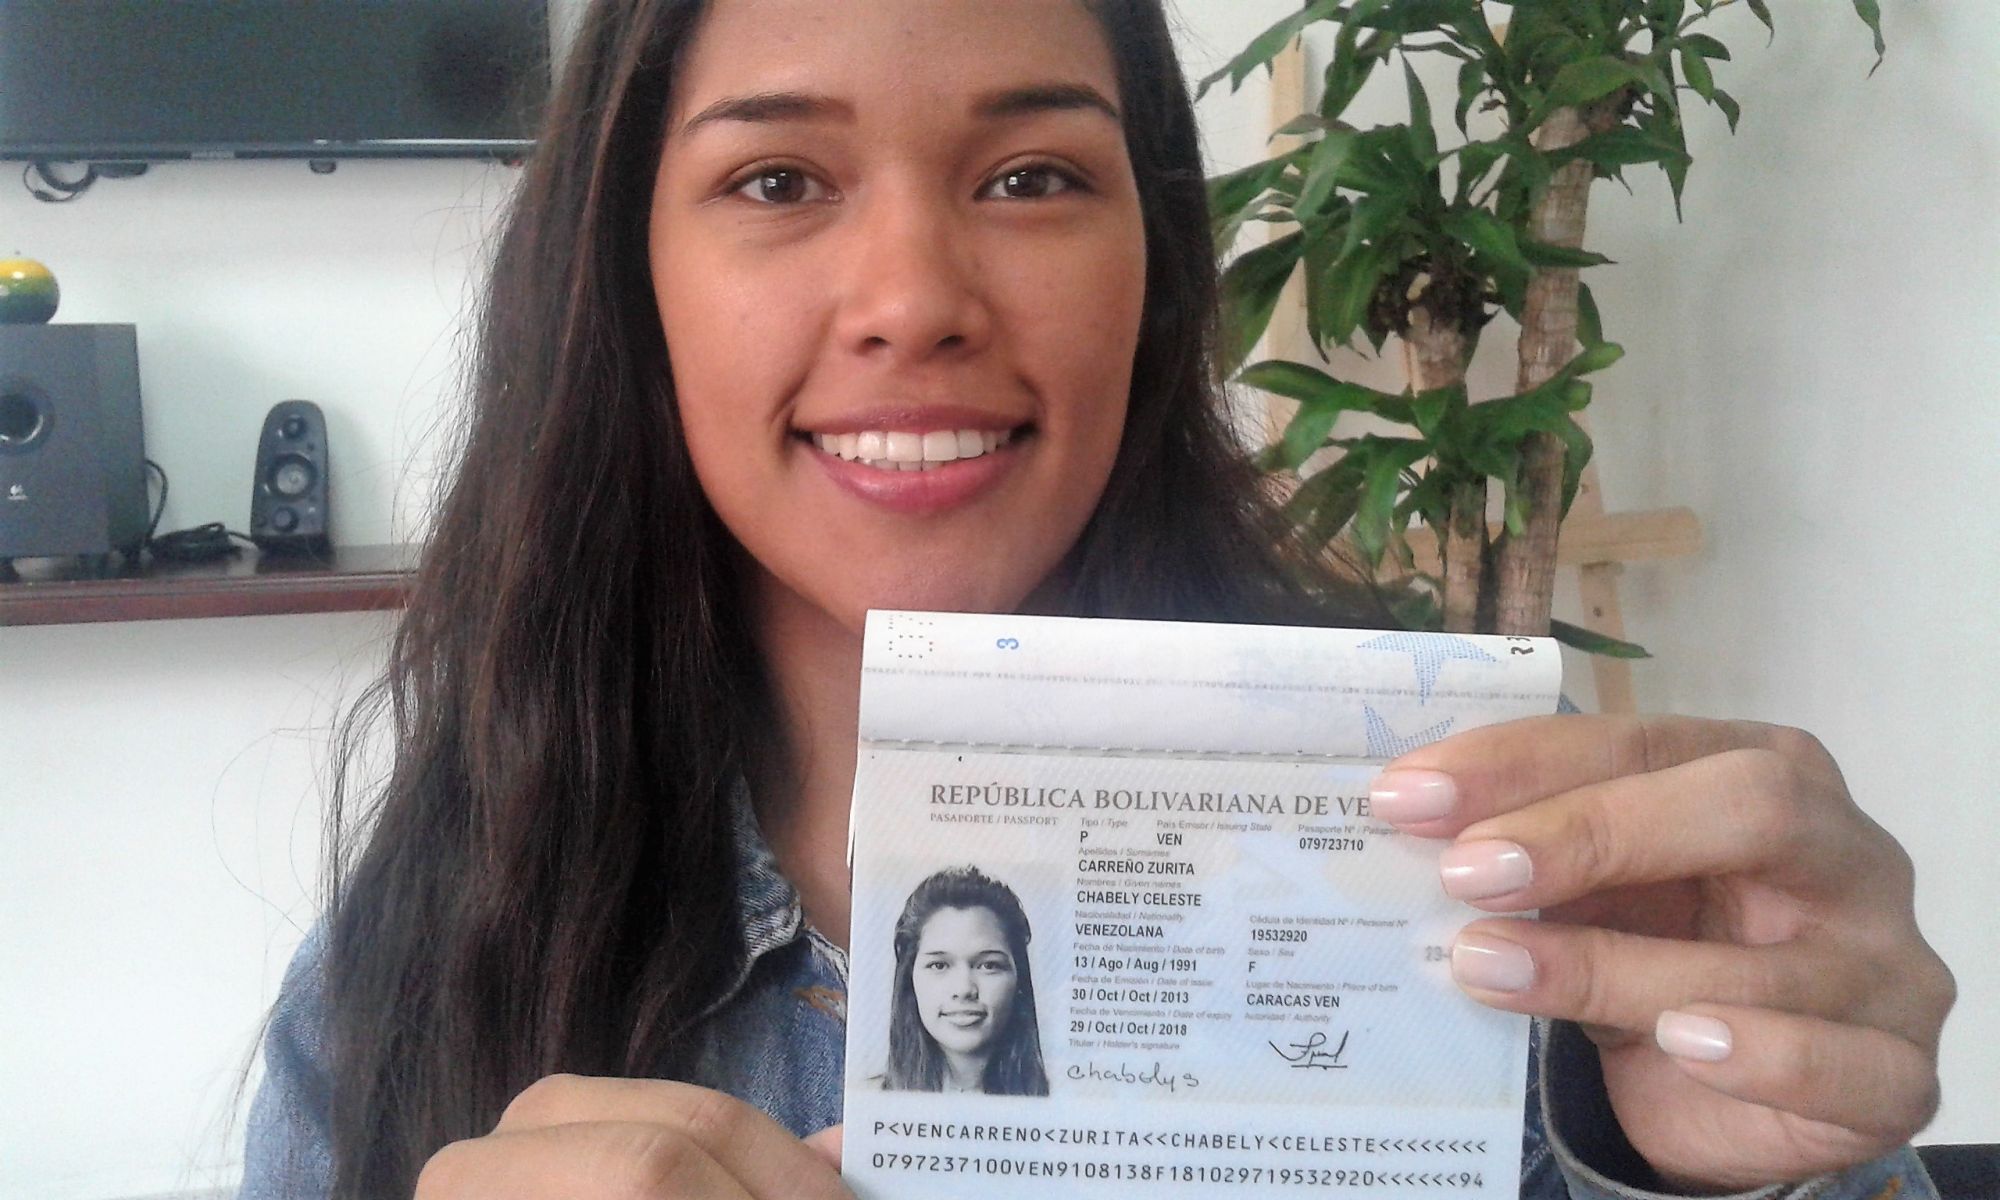 3
REPÚBLICA BOLIVARIANA DE VE
PASAPORTE / PASSPORT
Tipo / Type País Emisor / Issuing State Pasaporte Nº / Passpor
P VEN 079723710
Apellidos / Surnames
CARREÑO ZURITA
Nombres / Given names
CHABELY CELESTE
Nacionalidad / Nationality Cédula de Identidad Nº / Personal Nº
VENEZOLANA 19532920
Fecha de Nacimiento / Date of birth Sexo / Sex
13 / Ago / Aug / 1991 F
Fecha de Emisión / Date of issue Lugar de Nacimiento / Place of birth
30 / Oct / Oct / 2013 CARACAS VEN
Fecha de Vencimiento / Date of expiry Autoridad / Authority
29 / Oct / Oct / 2018
Titular / Holder's signature
P<VENCARRENO<ZURITA<<CHABELY<CELESTE<<<<<<<<
0797237100VEN9108138F181029719532920<<<<<<94